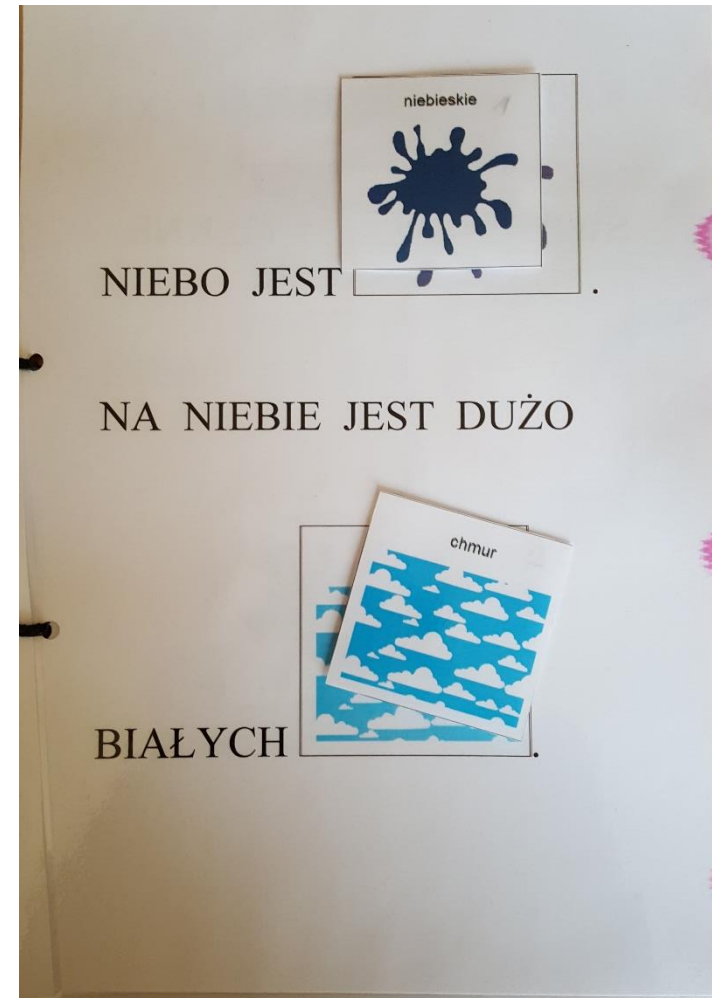 niebieskie
NIEBO JEST .
NA NIEBIE JEST DUŻO
chmur
BIAŁYCH .